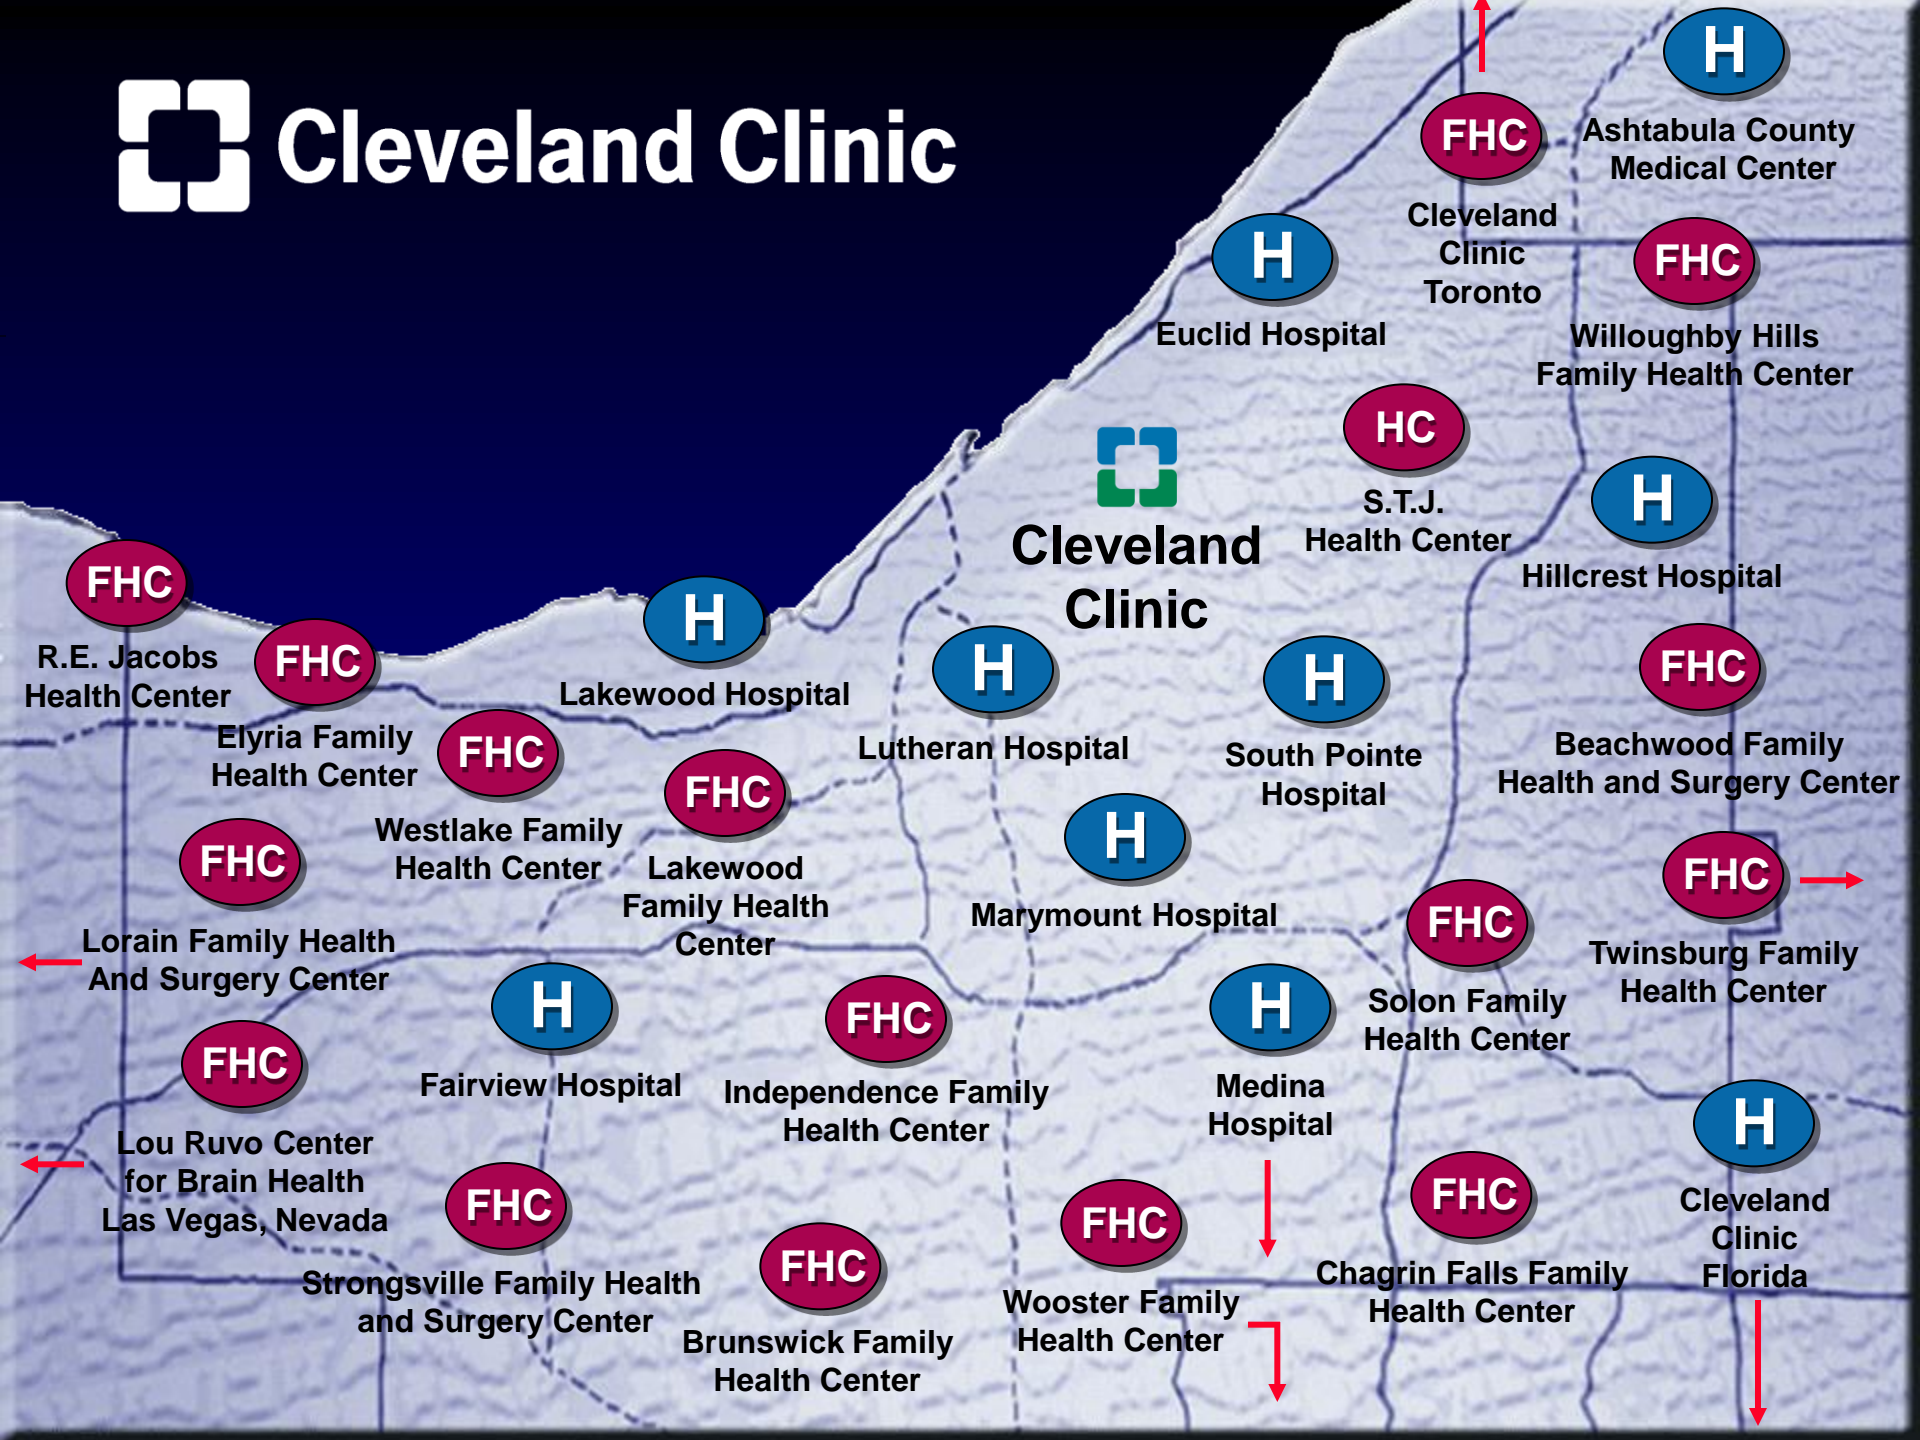 Cleveland Clinic
H
Ashtabula County
Medical Center
FHC
Cleveland
Clinic
Toronto
H
Euclid Hospital
FHC
Willoughby Hills
Family Health Center
HC
S.T.J.
Health Center
Cleveland
Clinic
H
Hillcrest Hospital
FHC
R.E. Jacobs
Health Center
FHC
Elyria Family
Health Center
H
Lakewood Hospital
H
Lutheran Hospital
H
South Pointe
Hospital
FHC
Beachwood Family
Health and Surgery Center
FHC
Westlake Family
Health Center
FHC
Lakewood
Family Health
Center
H
Marymount Hospital
FHC
Lorain Family Health
And Surgery Center
FHC
Twinsburg Family
Health Center
FHC
Solon Family
Health Center
H
Fairview Hospital
FHC
Independence Family
Health Center
H
Medina
Hospital
FHC
Lou Ruvo Center
for Brain Health
Las Vegas, Nevada
H
Cleveland
Clinic
Florida
FHC
Strongsville Family Health
and Surgery Center
FHC
Brunswick Family
Health Center
FHC
Wooster Family
Health Center
FHC
Chagrin Falls Family
Health Center